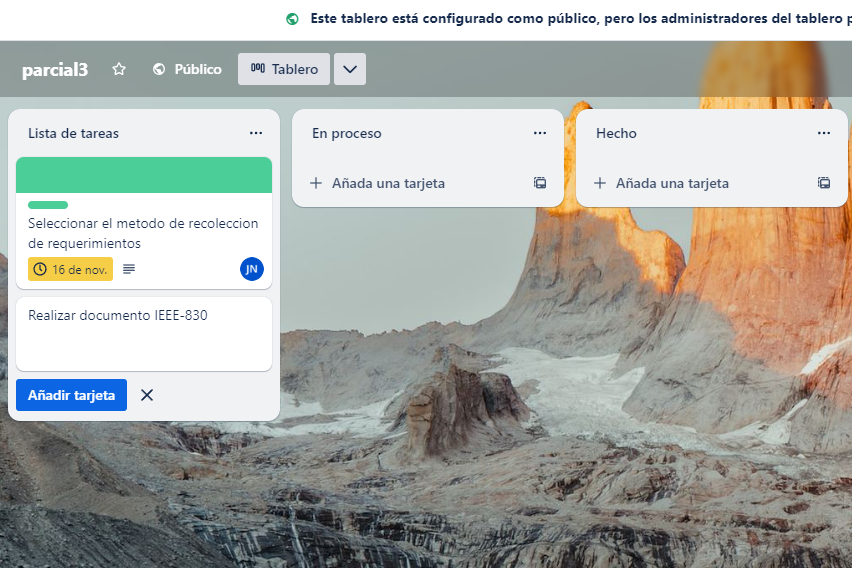 Este tablero está configurado como público, pero los administradores del tablero
parcial3 Público Tablero
Lista de tareas
Seleccionar el metodo de recoleccion
de requerimientos
16 de nov. JN
Realizar documento IEEE-830
Añadir tarjeta
En proceso
Añada una tarjeta
Hecho
Añada una tarjeta